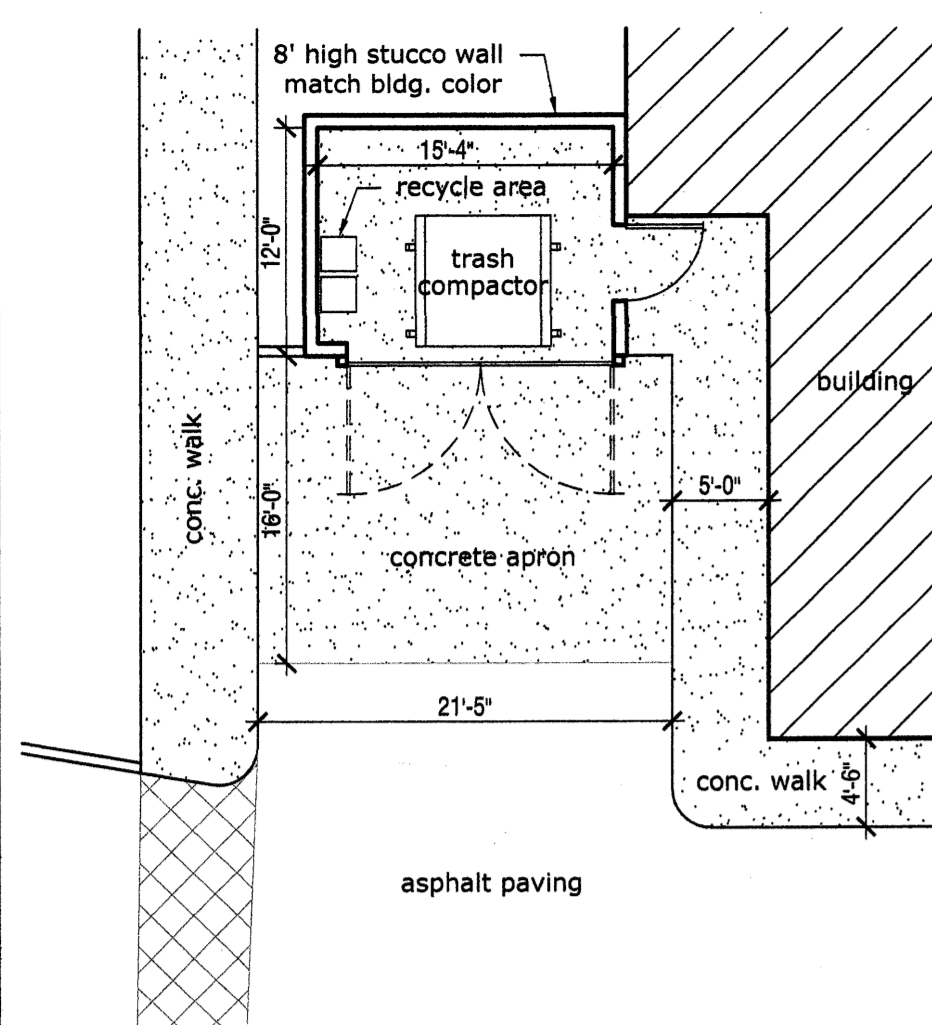 8' high stucco wall
match bldg. color
15'-4"
recycle area
12'-0"
trash
compactor
building
conc. walk
5'-0"
16'-0"
concrete apron
21'-5"
conc. walk
4'-6"
asphalt paving